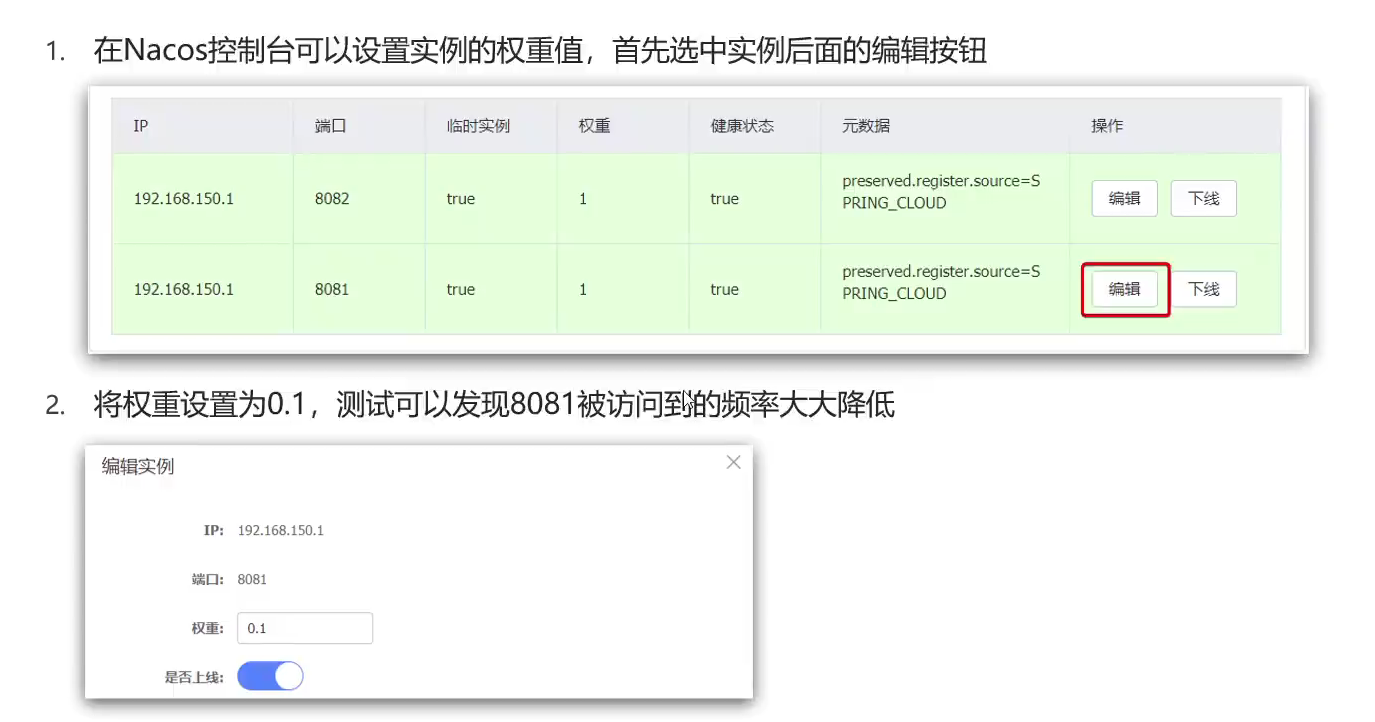 1. 在Nacos控制台可以设置实例的权重值，首先选中实例后面的编辑按钮
IP 端口 临时实例 权重 健康状态 元数据 操作
192.168.150.1 8082 true 1 true preserved.register.source=S
PRING_CLOUD 编辑 下线
192.168.150.1 8081 true 1 true preserved.register.source=S
PRING_CLOUD 编辑 下线
2. 将权重设置为0.1，测试可以发现8081被访问到的频率大大降低
编辑实例
IP: 192.168.150.1
端口: 8081
权重: 0.1
是否上线: